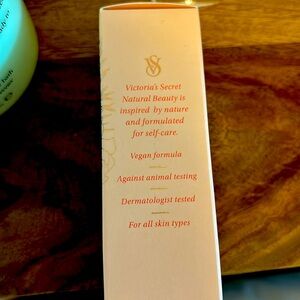 VS
Victoria's Secret
Natural Beauty is
inspired by nature
and formulated
for self-care.
Vegan formula
Against animal testing
Dermatologist tested
For all skin types